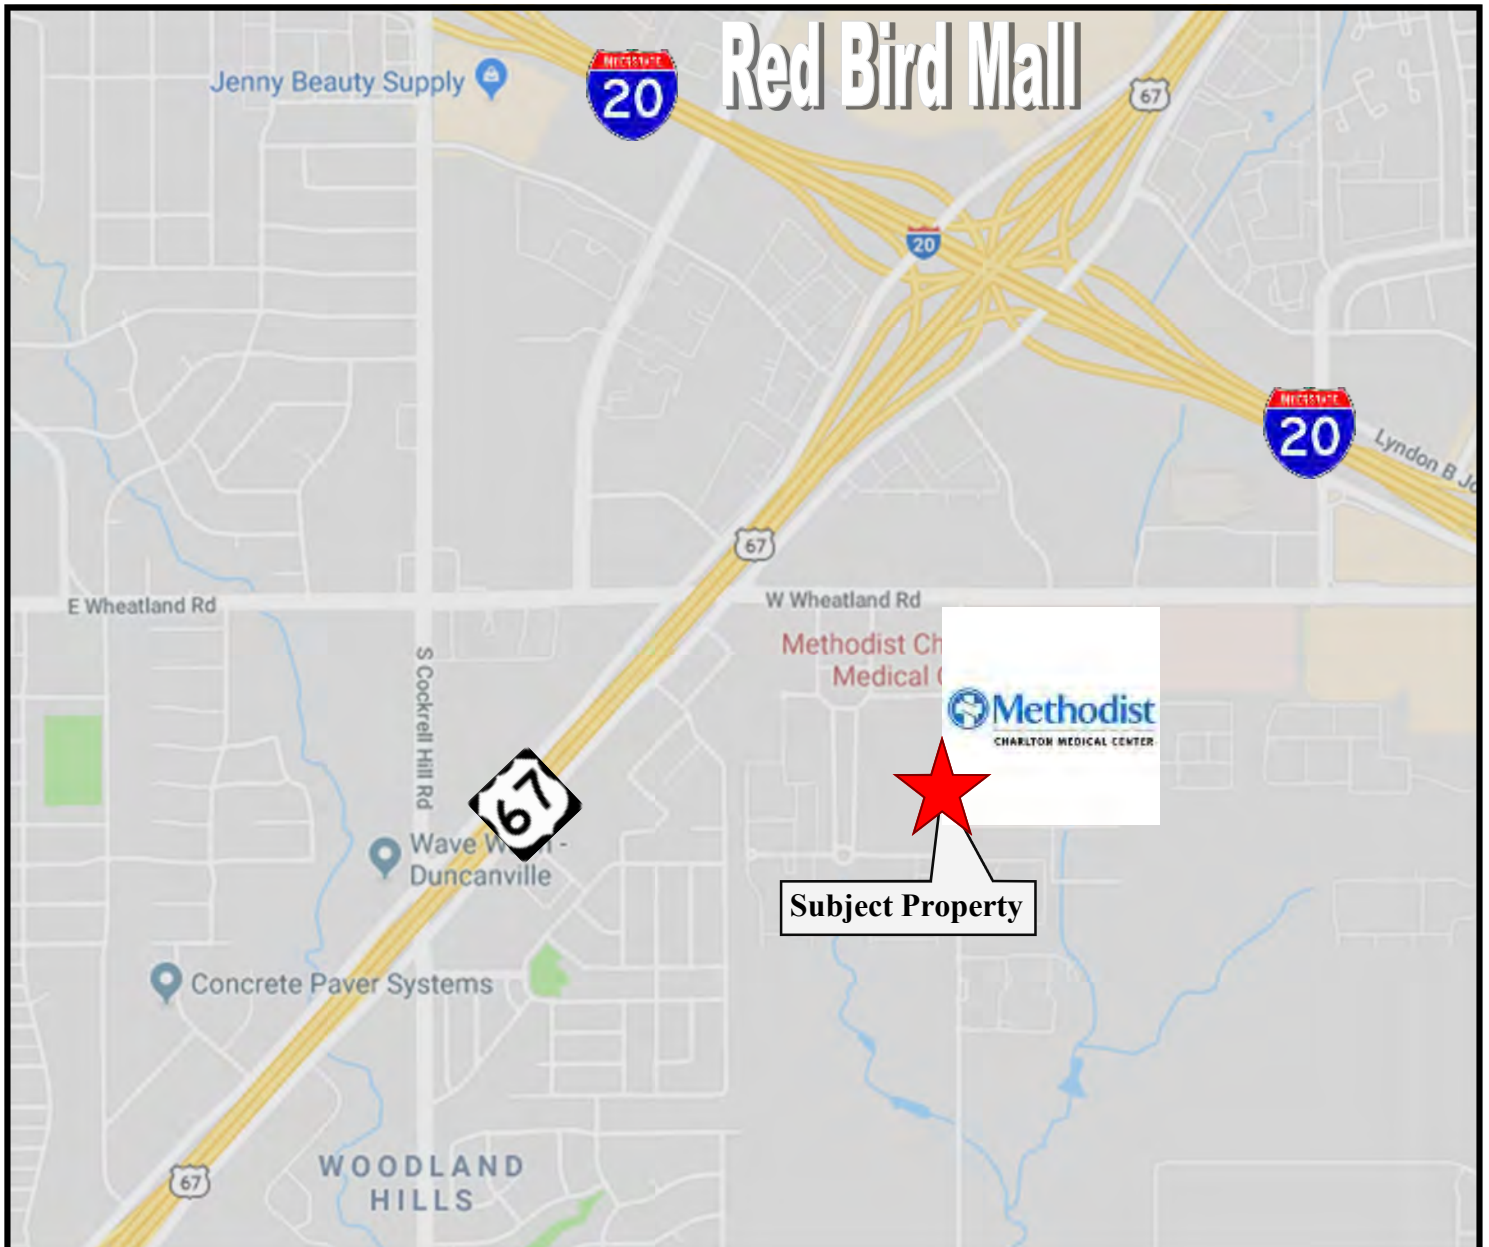 Red Bird Mall
Jenny Beauty Supply
INTERSTATE
20
67
20
INTERSTATE
20
Lyndon B Jo
67
E Wheatland Rd
W Wheatland Rd
Methodist Ch
Medical C
S Cockrell Hill Rd
Methodist
CHARLTON MEDICAL CENTER
67
Wave W
Duncanville
Subject Property
Concrete Paver Systems
WOODLAND
HILLS
67